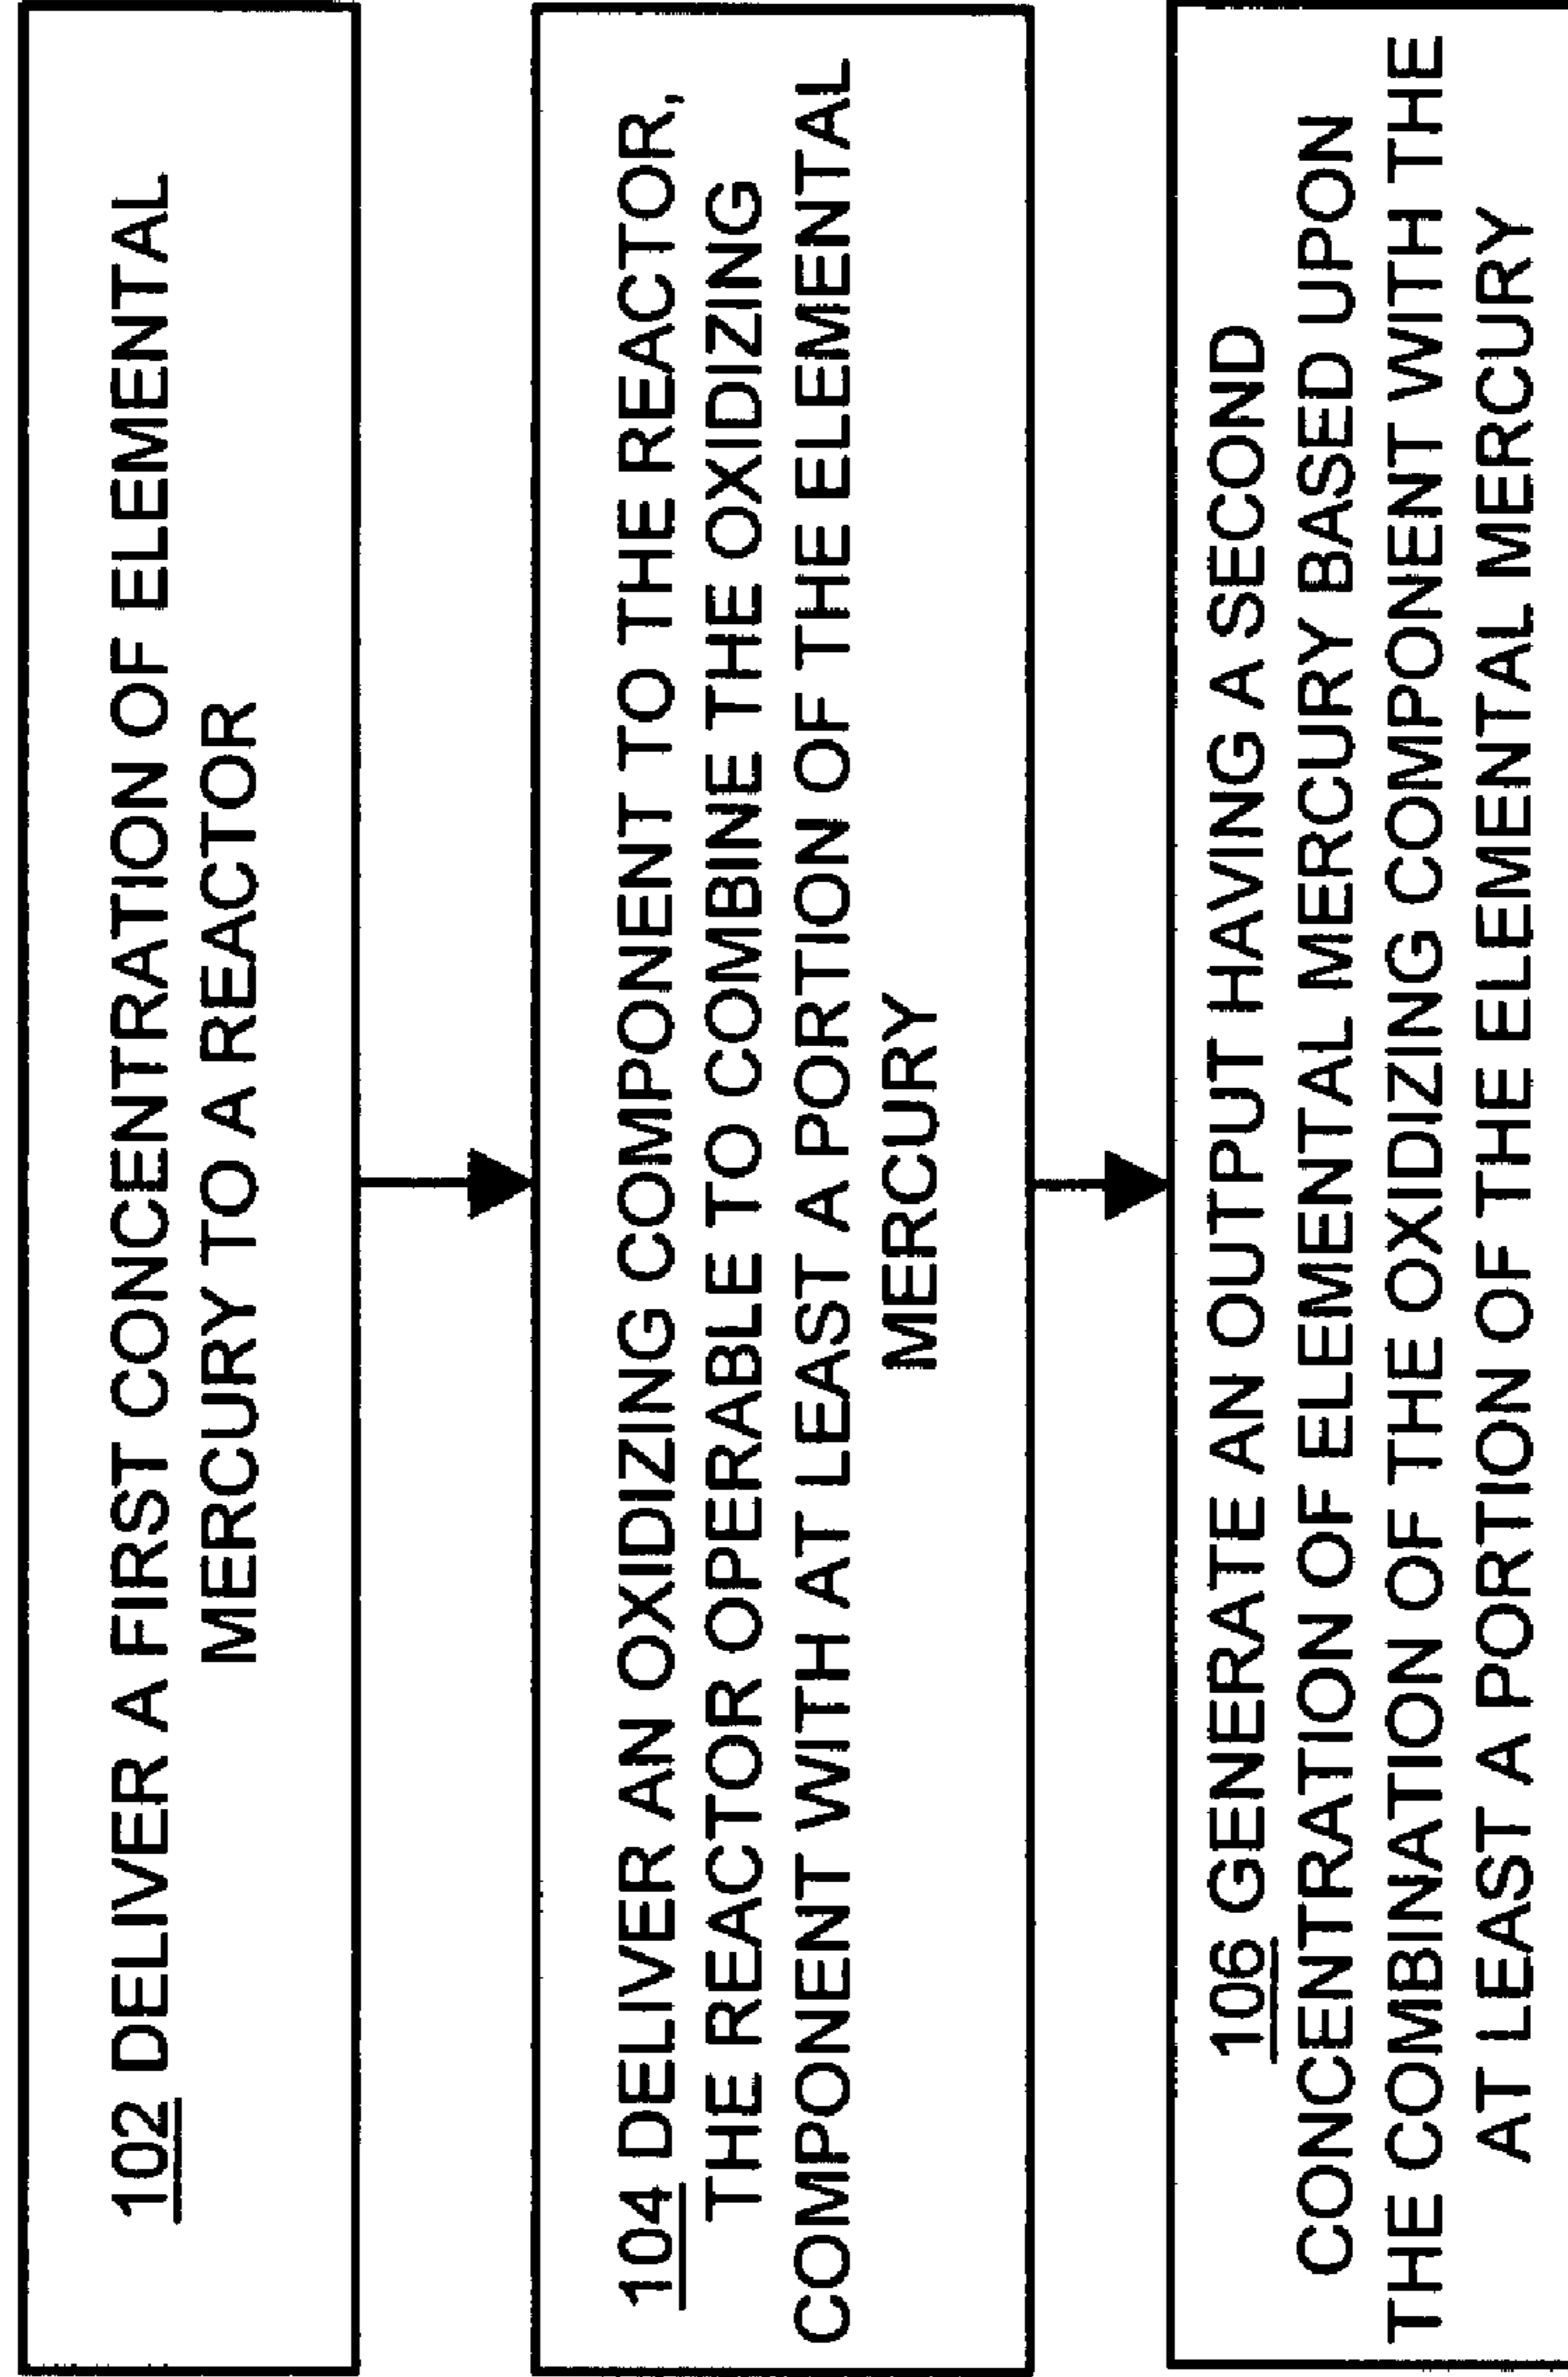 102 DELIVER A FIRST CONCENTRATION OF ELEMENTAL
MERCURY TO A REACTOR
104 DELIVER AN OXIDIZING COMPONENT TO THE REACTOR,
THE REACTOR OPERABLE TO COMBINE THE OXIDIZING
COMPONENT WITH AT LEAST A PORTION OF THE ELEMENTAL
MERCURY
106 GENERATE AN OUTPUT HAVING A SECOND
CONCENTRATION OF ELEMENTAL MERCURY BASED UPON
THE COMBINATION OF THE OXIDIZING COMPONENT WITH THE
AT LEAST A PORTION OF THE ELEMENTAL MERCURY